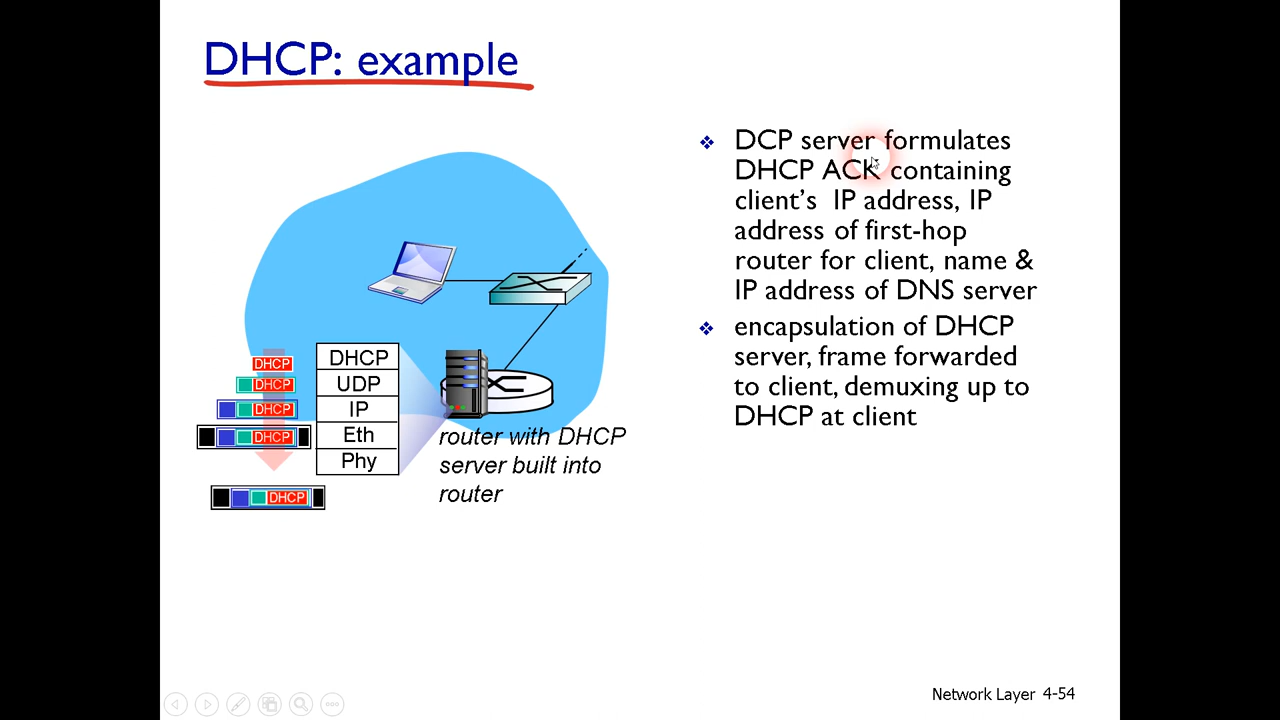 DHCP: example
DCP server formulates
DHCP ACK containing
client’s IP address, IP
address of first-hop
router for client, name &
IP address of DNS server
encapsulation of DHCP
server, frame forwarded
to client, demuxing up to
DHCP at client
DHCP
DHCP
DHCP
DHCP
DHCP
DHCP
UDP
IP
Eth
Phy
router with DHCP
server built into
router
Network Layer 4-54